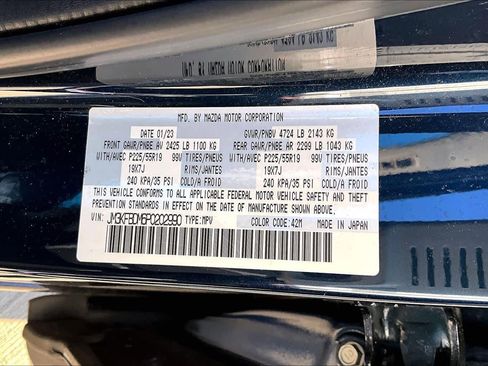 MFD. BY MAZDA MOTOR CORPORATION
DATE 01/23 GVWR/PNBV 4724 LB 2143 KG
FRONT GAWR/PNBE AV 2425 LB 1100 KG REAR GAWR/PNBE AR 2299 LB 1043 KG
WITH/AVEC P225/55R19 99V TIRES/PNEUS WITH/AVEC P225/55R19 99V TIRES/PNEUS
19X7J 19X7J
240 KPA/35 PSI COLD/A FROID 240 KPA/35 PSI COLD/A FROID
THIS VEHICLE CONFORMS TO ALL APPLICABLE FEDERAL MOTOR VEHICLE SAFETY AND THEFT
PREVENTION STANDARDS IN EFFECT ON THE DATE OF MANUFACTURE SHOWN ABOVE.
VIN: JM3KFBDM6P0202990 TYPE:MPV COLOR CODE:42M MADE IN JAPAN